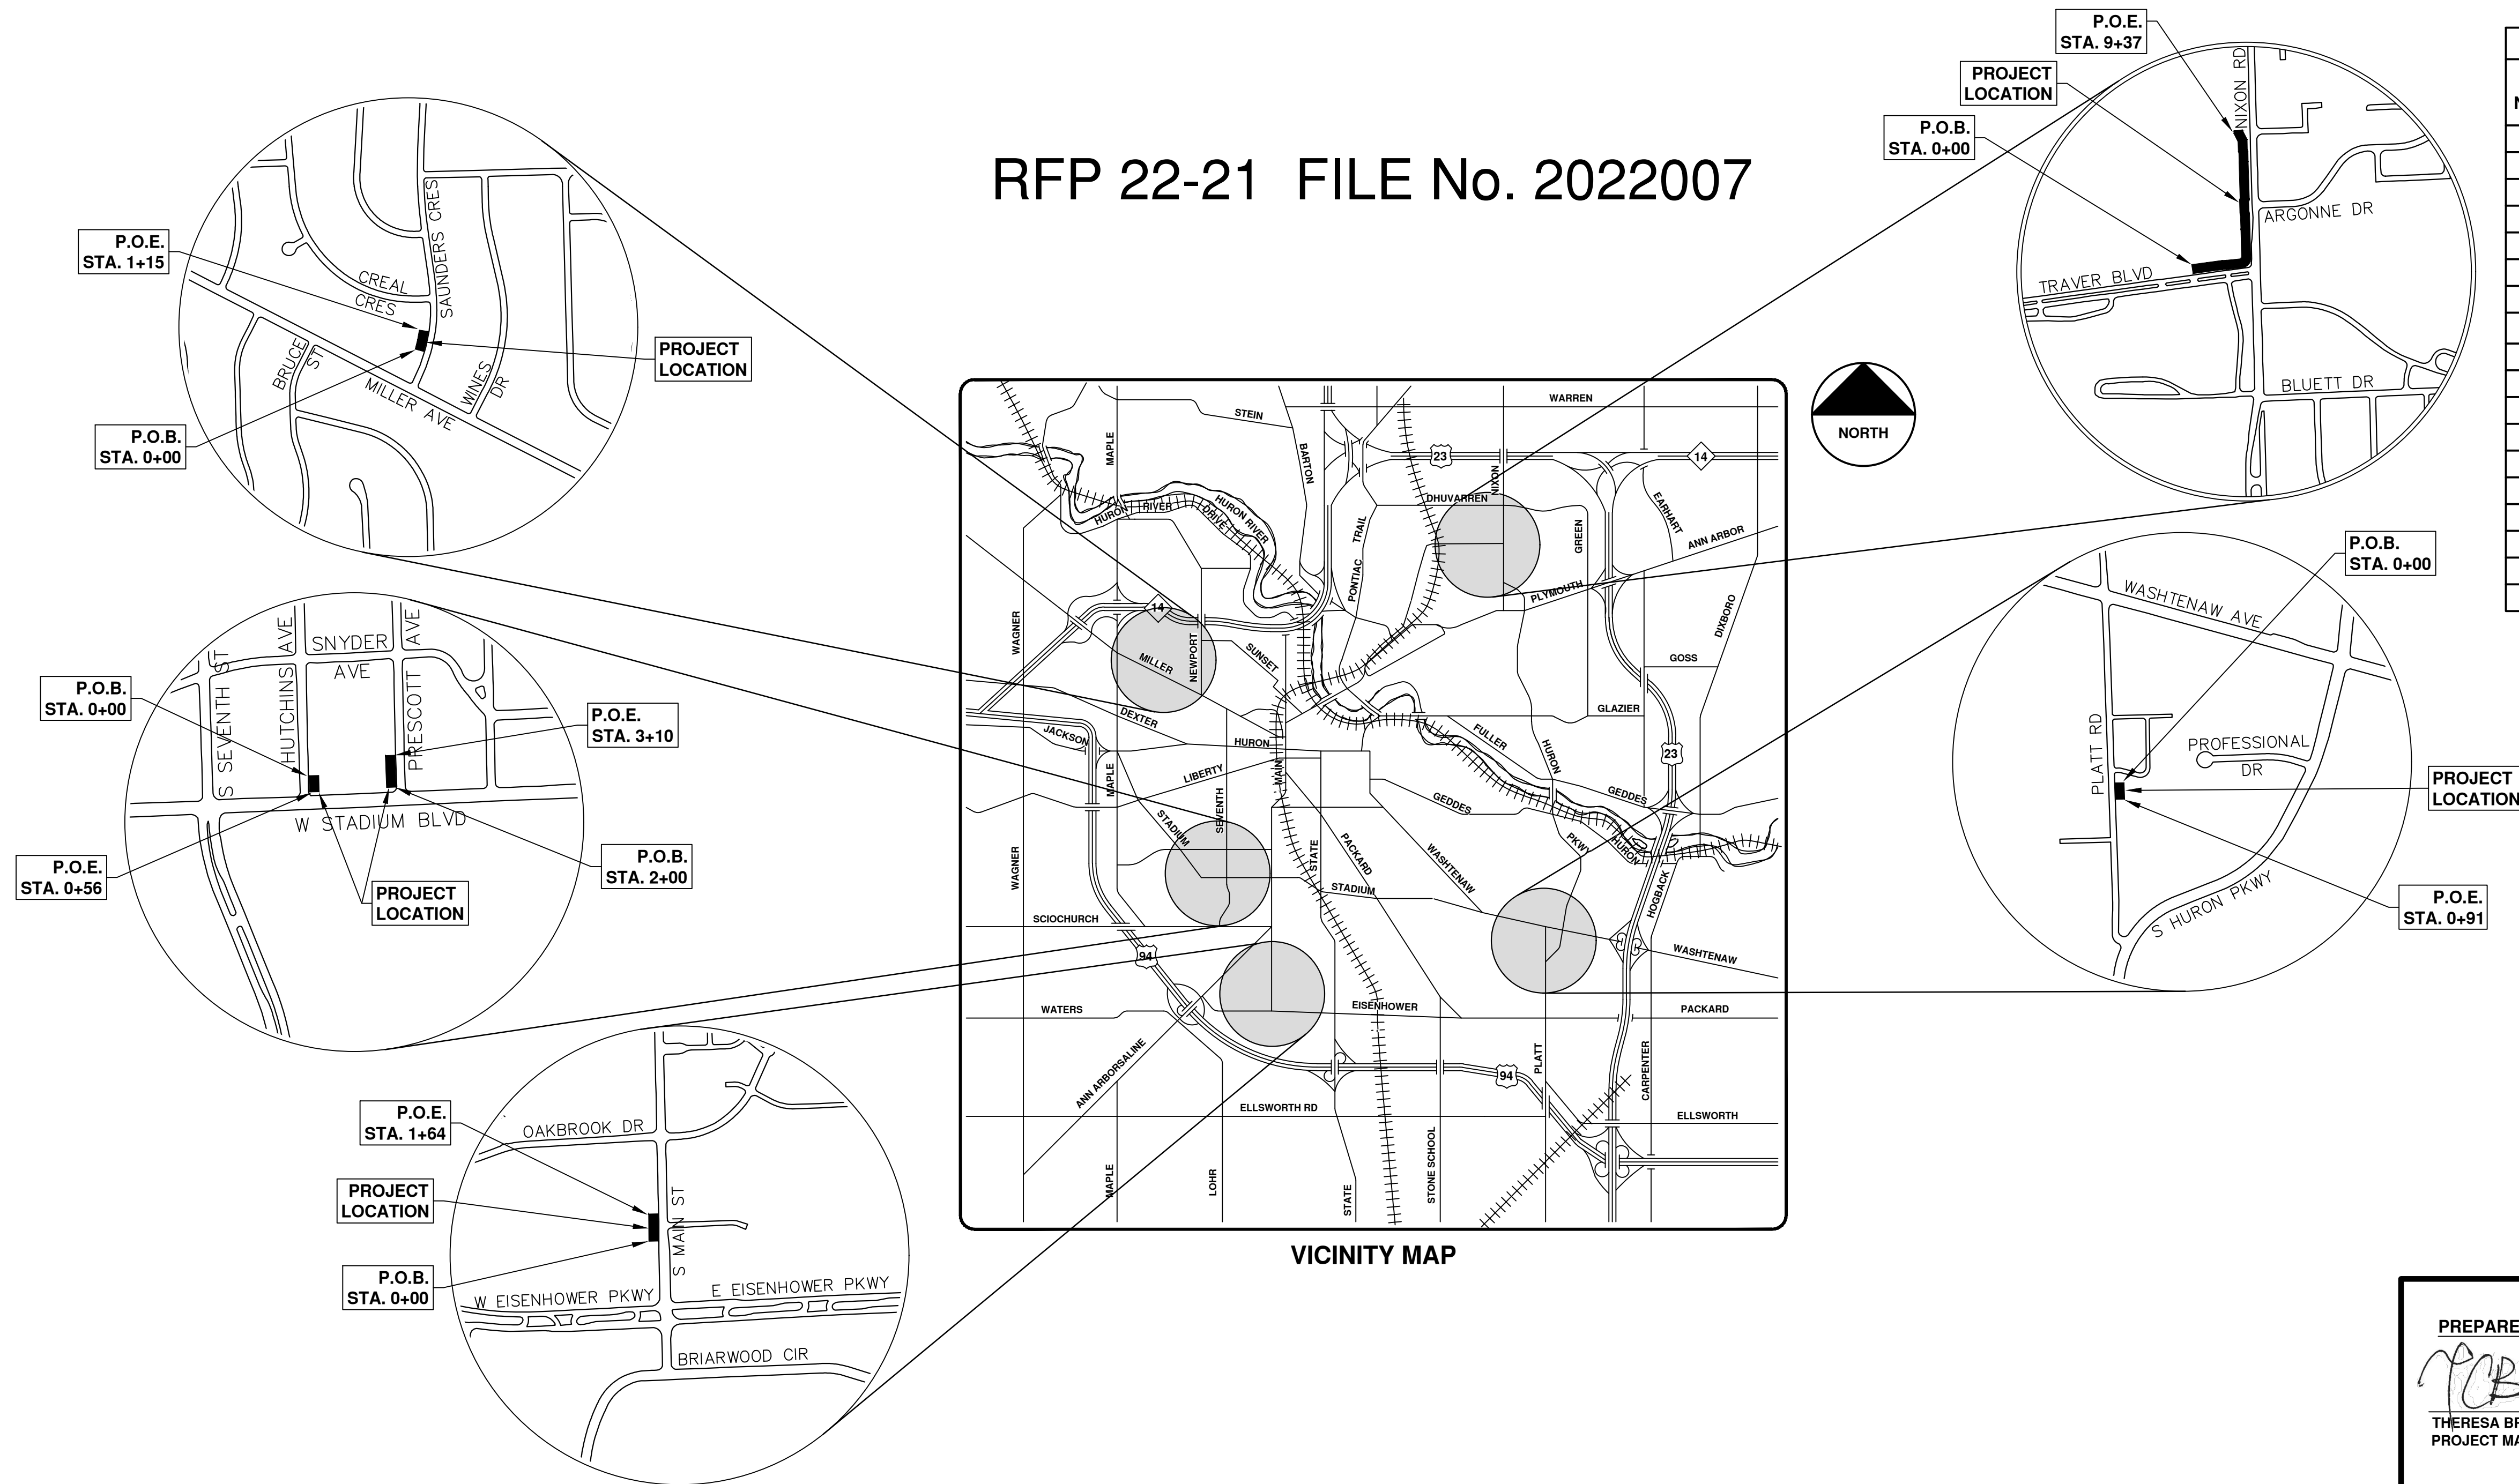 RFP 22-21 FILE No. 2022007
P.O.E.
STA. 1+15
P.O.B.
STA. 0+00
PROJECT
LOCATION
CREAL
CRES
SAUNDERS CRES
BRUCE
ST
MILLER AVE
WINES
DR
P.O.E.
STA. 9+37
PROJECT
LOCATION
P.O.B.
STA. 0+00
NIXON RD
ARGONNE DR
TRAVER BLVD
BLUETT DR
P.O.B.
STA. 0+00
P.O.E.
STA. 0+56
P.O.E.
STA. 3+10
P.O.B.
STA. 2+00
PROJECT
LOCATION
S SEVENTH ST
HUTCHINS AVE
SNYDER
AVE
PRESCOTT AVE
W STADIUM BLVD
P.O.B.
STA. 0+00
PROJECT
LOCATION
P.O.E.
STA. 0+91
WASHTENAW AVE
PLATT RD
PROFESSIONAL
DR
S HURON PKWY
P.O.E.
STA. 1+64
PROJECT
LOCATION
P.O.B.
STA. 0+00
OAKBROOK DR
S MAIN ST
W EISENHOWER PKWY
E EISENHOWER PKWY
BRIARWOOD CIR
NORTH
WARREN
STEIN
MAPLE
BARTON
23
NIXON
14
DHUVARREN
HURON RIVER DRIVE
HURON RIVER
PONTIAC TRAIL
GREEN
EARHART
ANN ARBOR
PLYMOUTH
DIXBORO
WAGNER
14
MILLER
NEWPORT
SUNSET
GOSS
GLAZIER
DEXTER
JACKSON
HURON
MAIN
FULLER
HURON
23
MAPLE
LIBERTY
SEVENTH
GEDDES
GEDDES
STADIUM
STATE
PACKARD
WASHTENAW
PKWY
HURON
WAGNER
STADIUM
HOGBACK
SCIOCHURCH
94
WASHTENAW
WATERS
EISENHOWER
PACKARD
ANN ARBORSALINE
94
PLATT
CARPENTER
ELLSWORTH RD
ELLSWORTH
MAPLE
LOHR
STATE
STONE SCHOOL
VICINITY MAP
PREPARE
THERESA BR
PROJECT MA